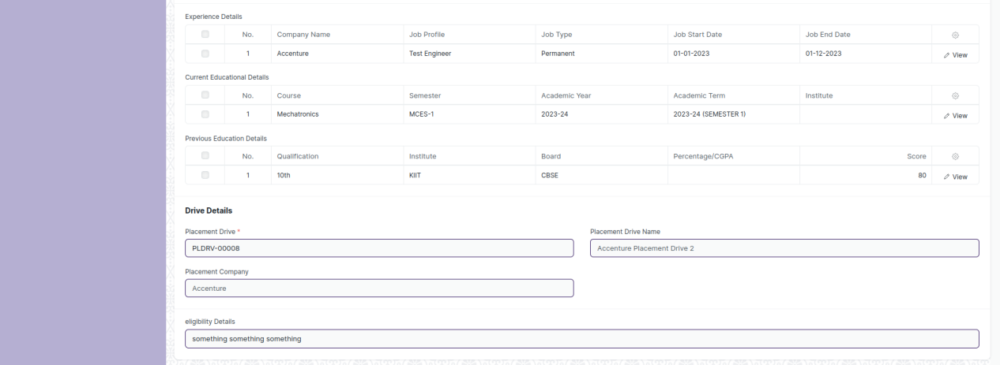 Experience Details
No. Company Name Job Profile Job Type Job Start Date Job End Date
1 Accenture Test Engineer Permanent 01-01-2023 01-12-2023 View
Current Educational Details
No. Course Semester Academic Year Academic Term Institute
1 Mechatronics MCES-1 2023-24 2023-24 (SEMESTER 1) View
Previous Education Details
No. Qualification Institute Board Percentage/CGPA Score
1 10th KIIT CBSE 80 View
Drive Details
Placement Drive * Placement Drive Name
PLDRV-00008 Accenture Placement Drive 2
Placement Company
Accenture
eligibility Details
something something something